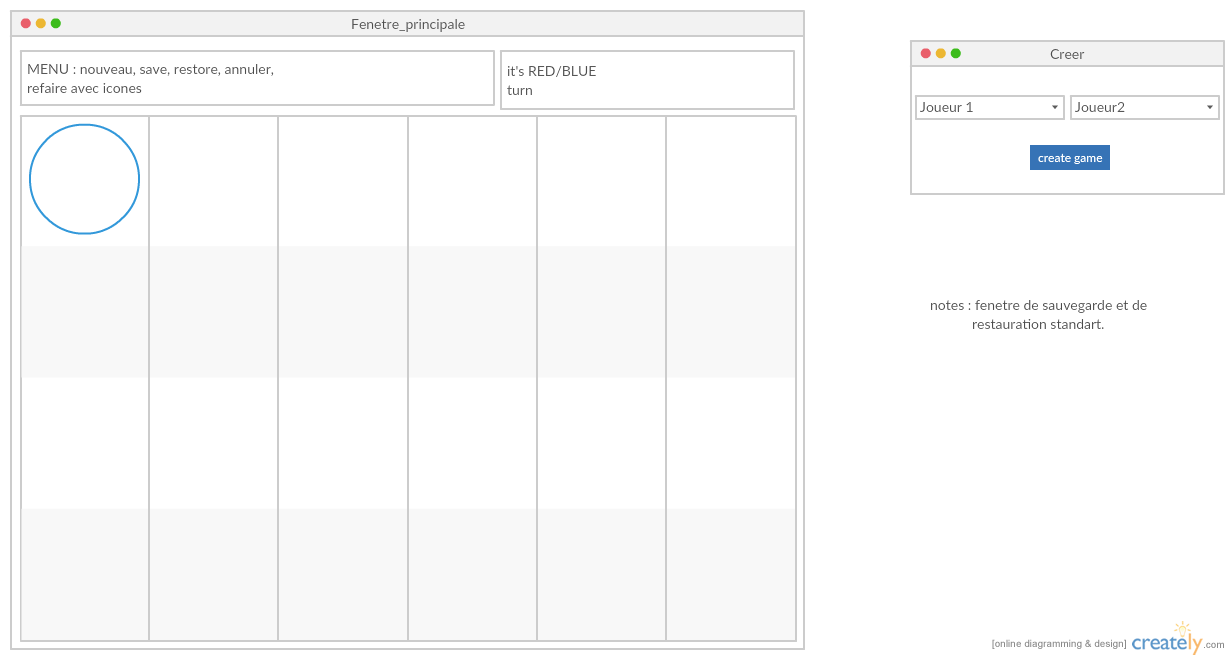 Fenetre_principale
MENU : nouveau, save, restore, annuler,
refaire avec icones
it's RED/BLUE
turn
Creer
Joueur 1
Joueur2
create game
notes : fenetre de sauvegarde et de
restauration standart.
[online diagramming & design] creately.com